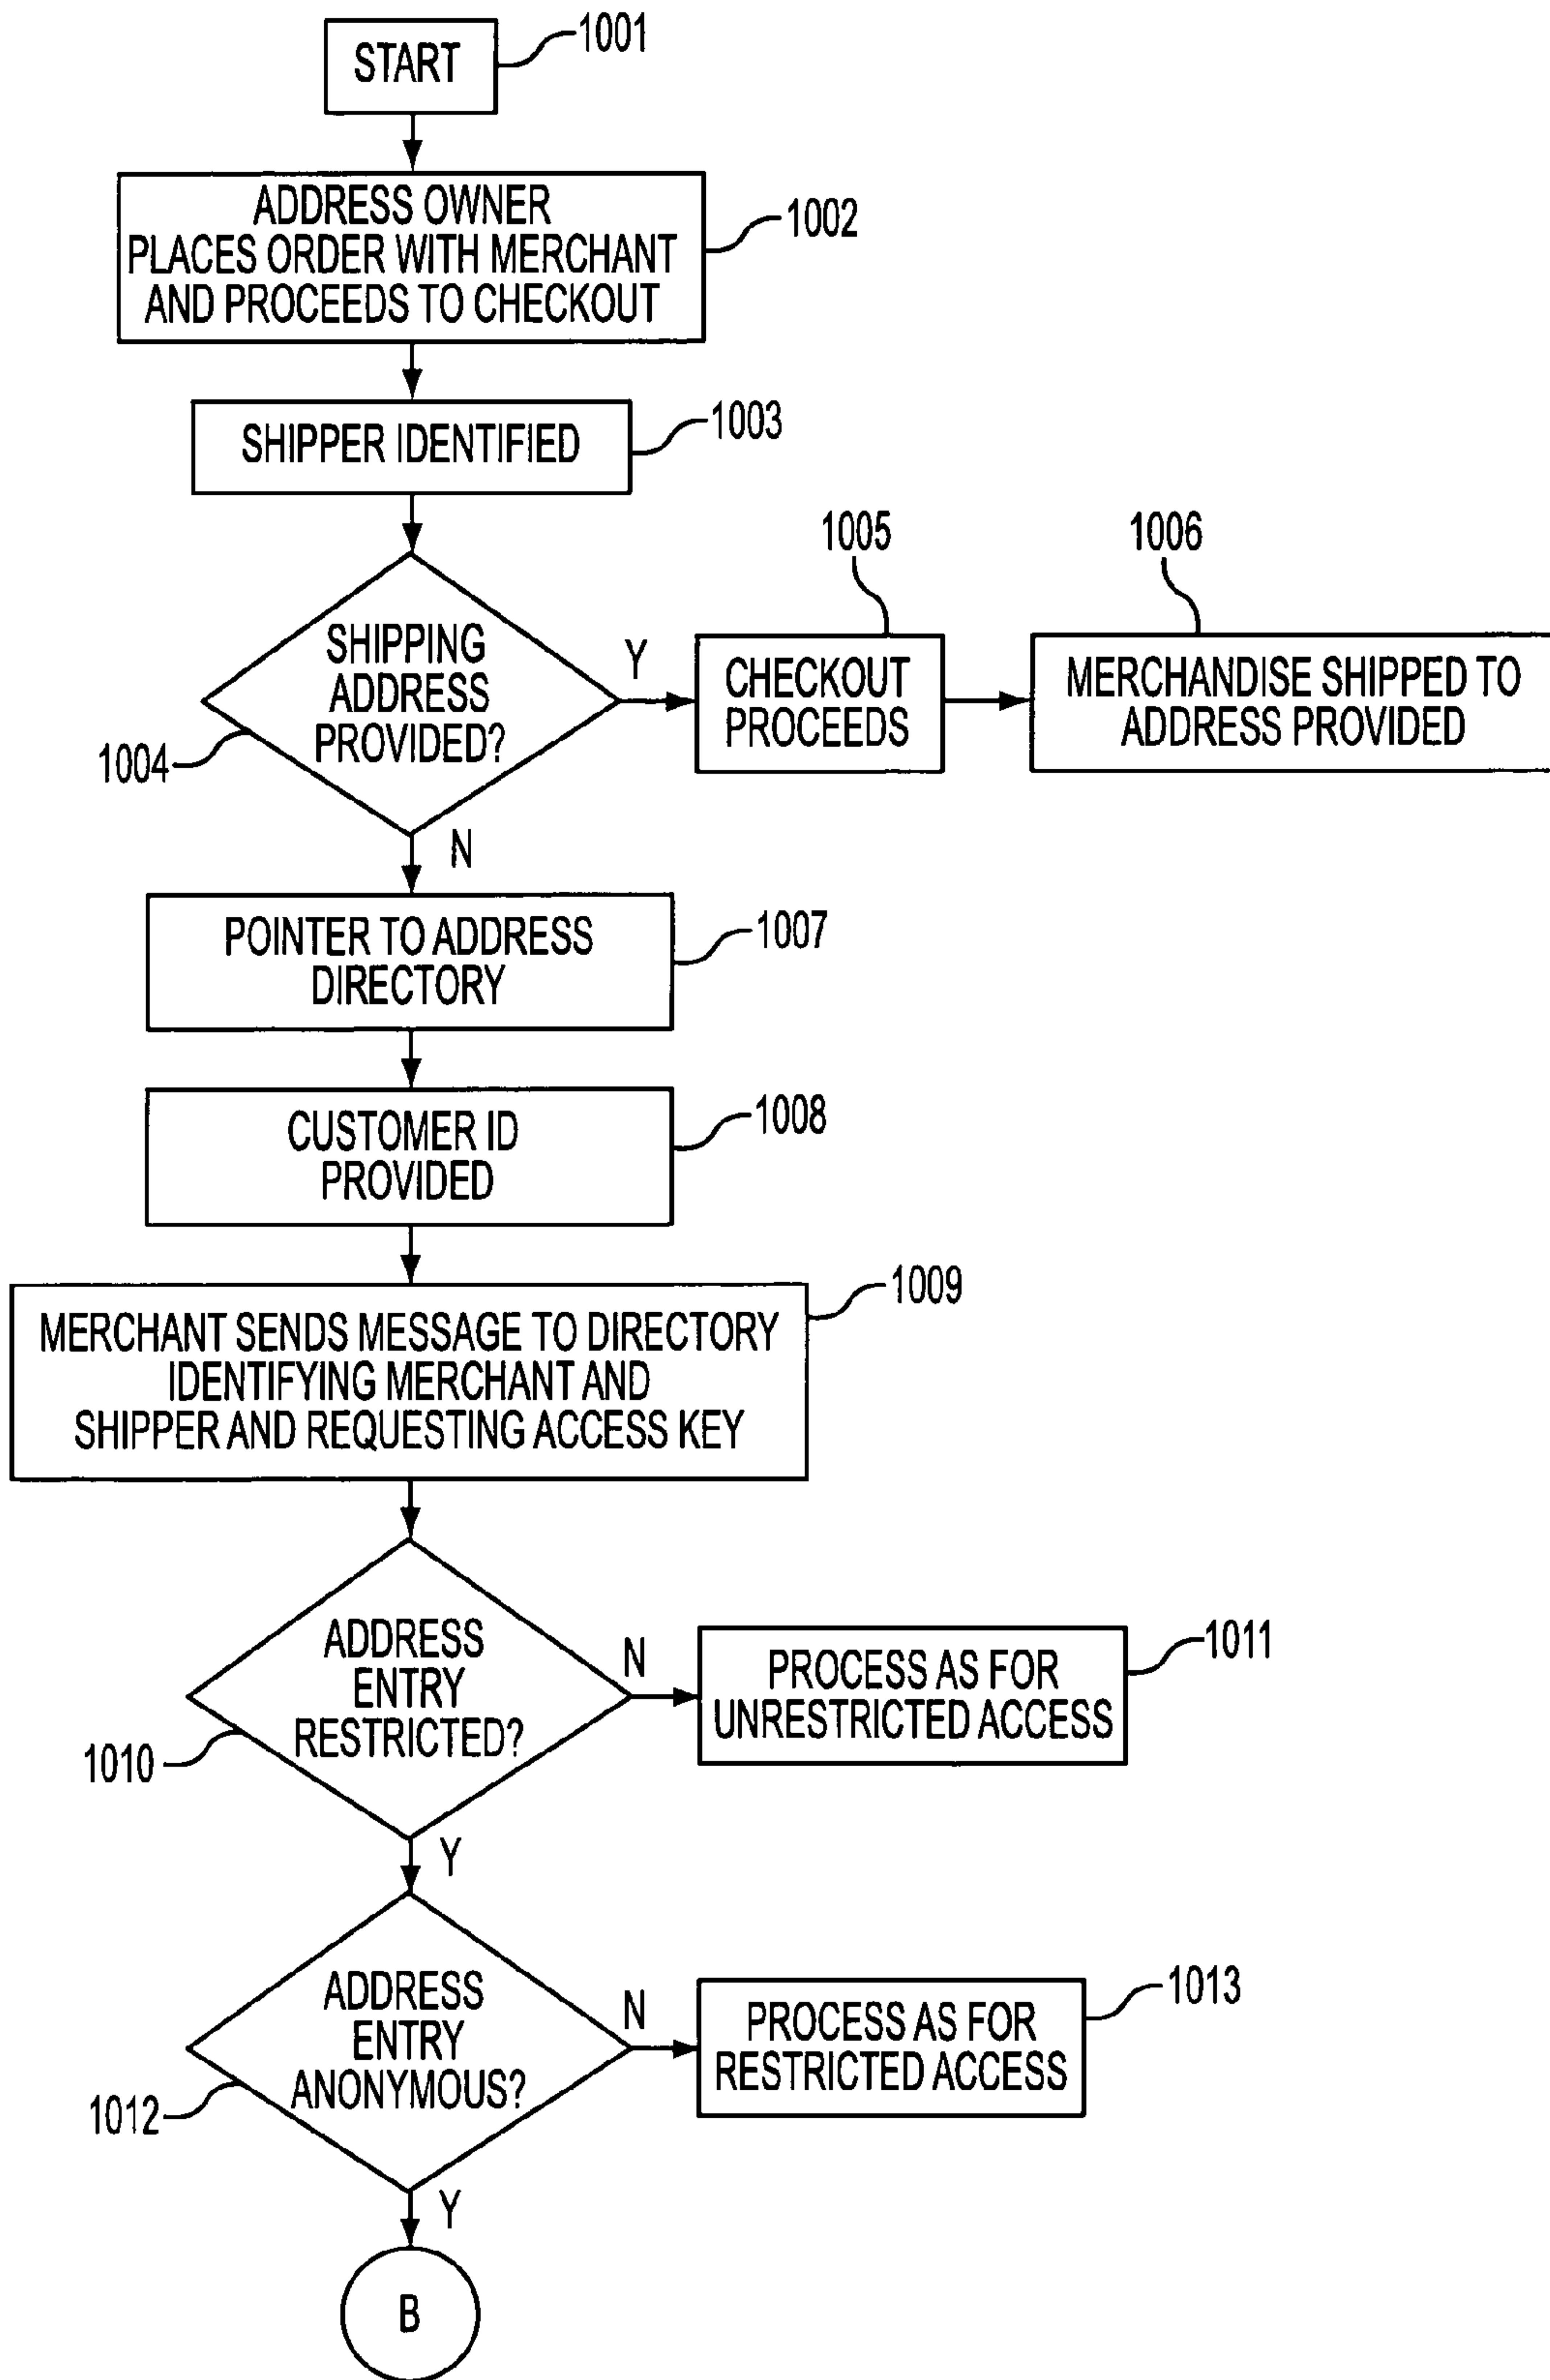 START
1001
ADDRESS OWNER
PLACES ORDER WITH MERCHANT
AND PROCEEDS TO CHECKOUT
1002
SHIPPER IDENTIFIED
1003
SHIPPING
ADDRESS
PROVIDED?
1004
Y
CHECKOUT
PROCEEDS
1005
MERCHANDISE SHIPPED TO
ADDRESS PROVIDED
1006
N
POINTER TO ADDRESS
DIRECTORY
1007
CUSTOMER ID
PROVIDED
1008
MERCHANT SENDS MESSAGE TO DIRECTORY
IDENTIFYING MERCHANT AND
SHIPPER AND REQUESTING ACCESS KEY
1009
ADDRESS
ENTRY
RESTRICTED?
1010
N
PROCESS AS FOR
UNRESTRICTED ACCESS
1011
Y
ADDRESS
ENTRY
ANONYMOUS?
1012
N
PROCESS AS FOR
RESTRICTED ACCESS
1013
Y
B